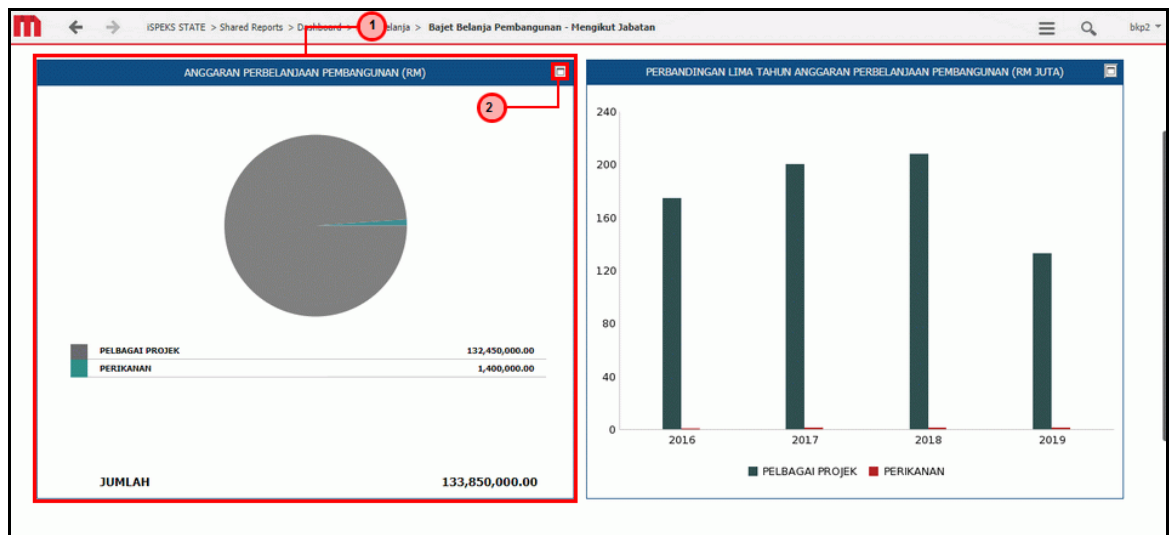 iSPEKS STATE > Shared Reports > Dashboard > elanja > Bajet Belanja Pembangunan - Mengikut Jabatan
bkp2
1
ANGGARAN PERBELANJAAN PEMBANGUNAN (RM)
2
PELBAGAI PROJEK 132,450,000.00
PERIKANAN 1,400,000.00
JUMLAH 133,850,000.00
PERBANDINGAN LIMA TAHUN ANGGARAN PERBELANJAAN PEMBANGUNAN (RM JUTA)
240
200
160
120
80
40
0
2016 2017 2018 2019
PELBAGAI PROJEK PERIKANAN